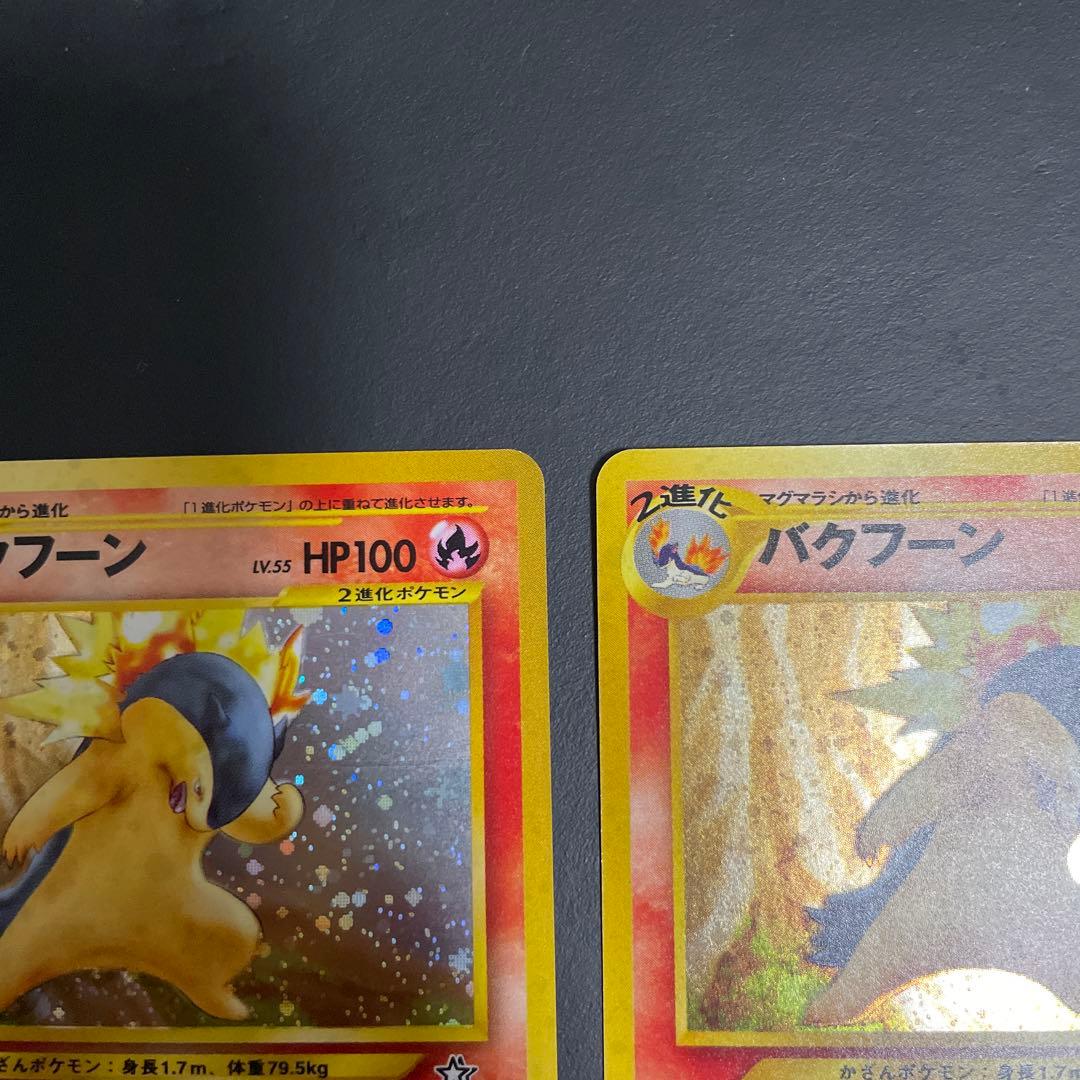 から進化
「1進化ポケモン」の上に重ねて進化させます。
クフーン
LV.55 HP100
2進化ポケモン
ざんポケモン：身長1.7m、体重79.5kg
2進化
マグマラシから進化
「1進
バクフーン
かざんポケモン：身長1.7m